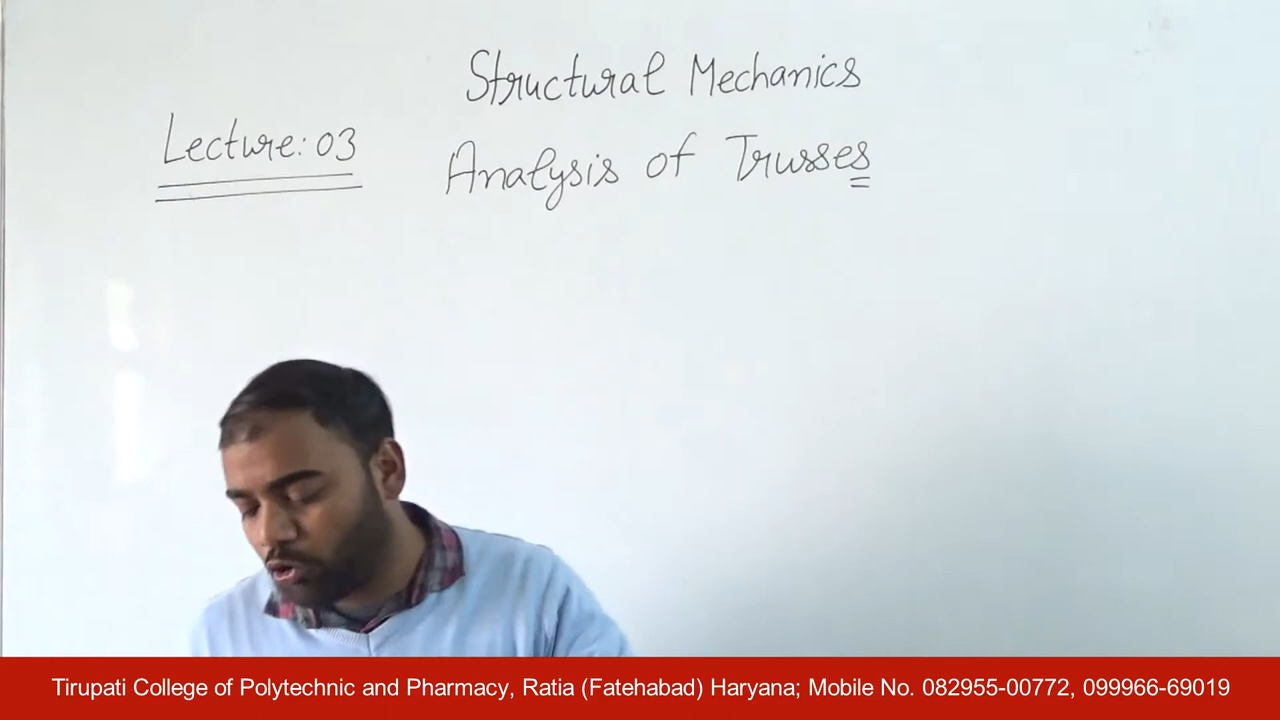 Structural Mechanics
Lecture: 03
Analysis of Trusses
Tirupati College of Polytechnic and Pharmacy, Ratia (Fatehabad) Haryana; Mobile No. 082955-00772, 099966-69019